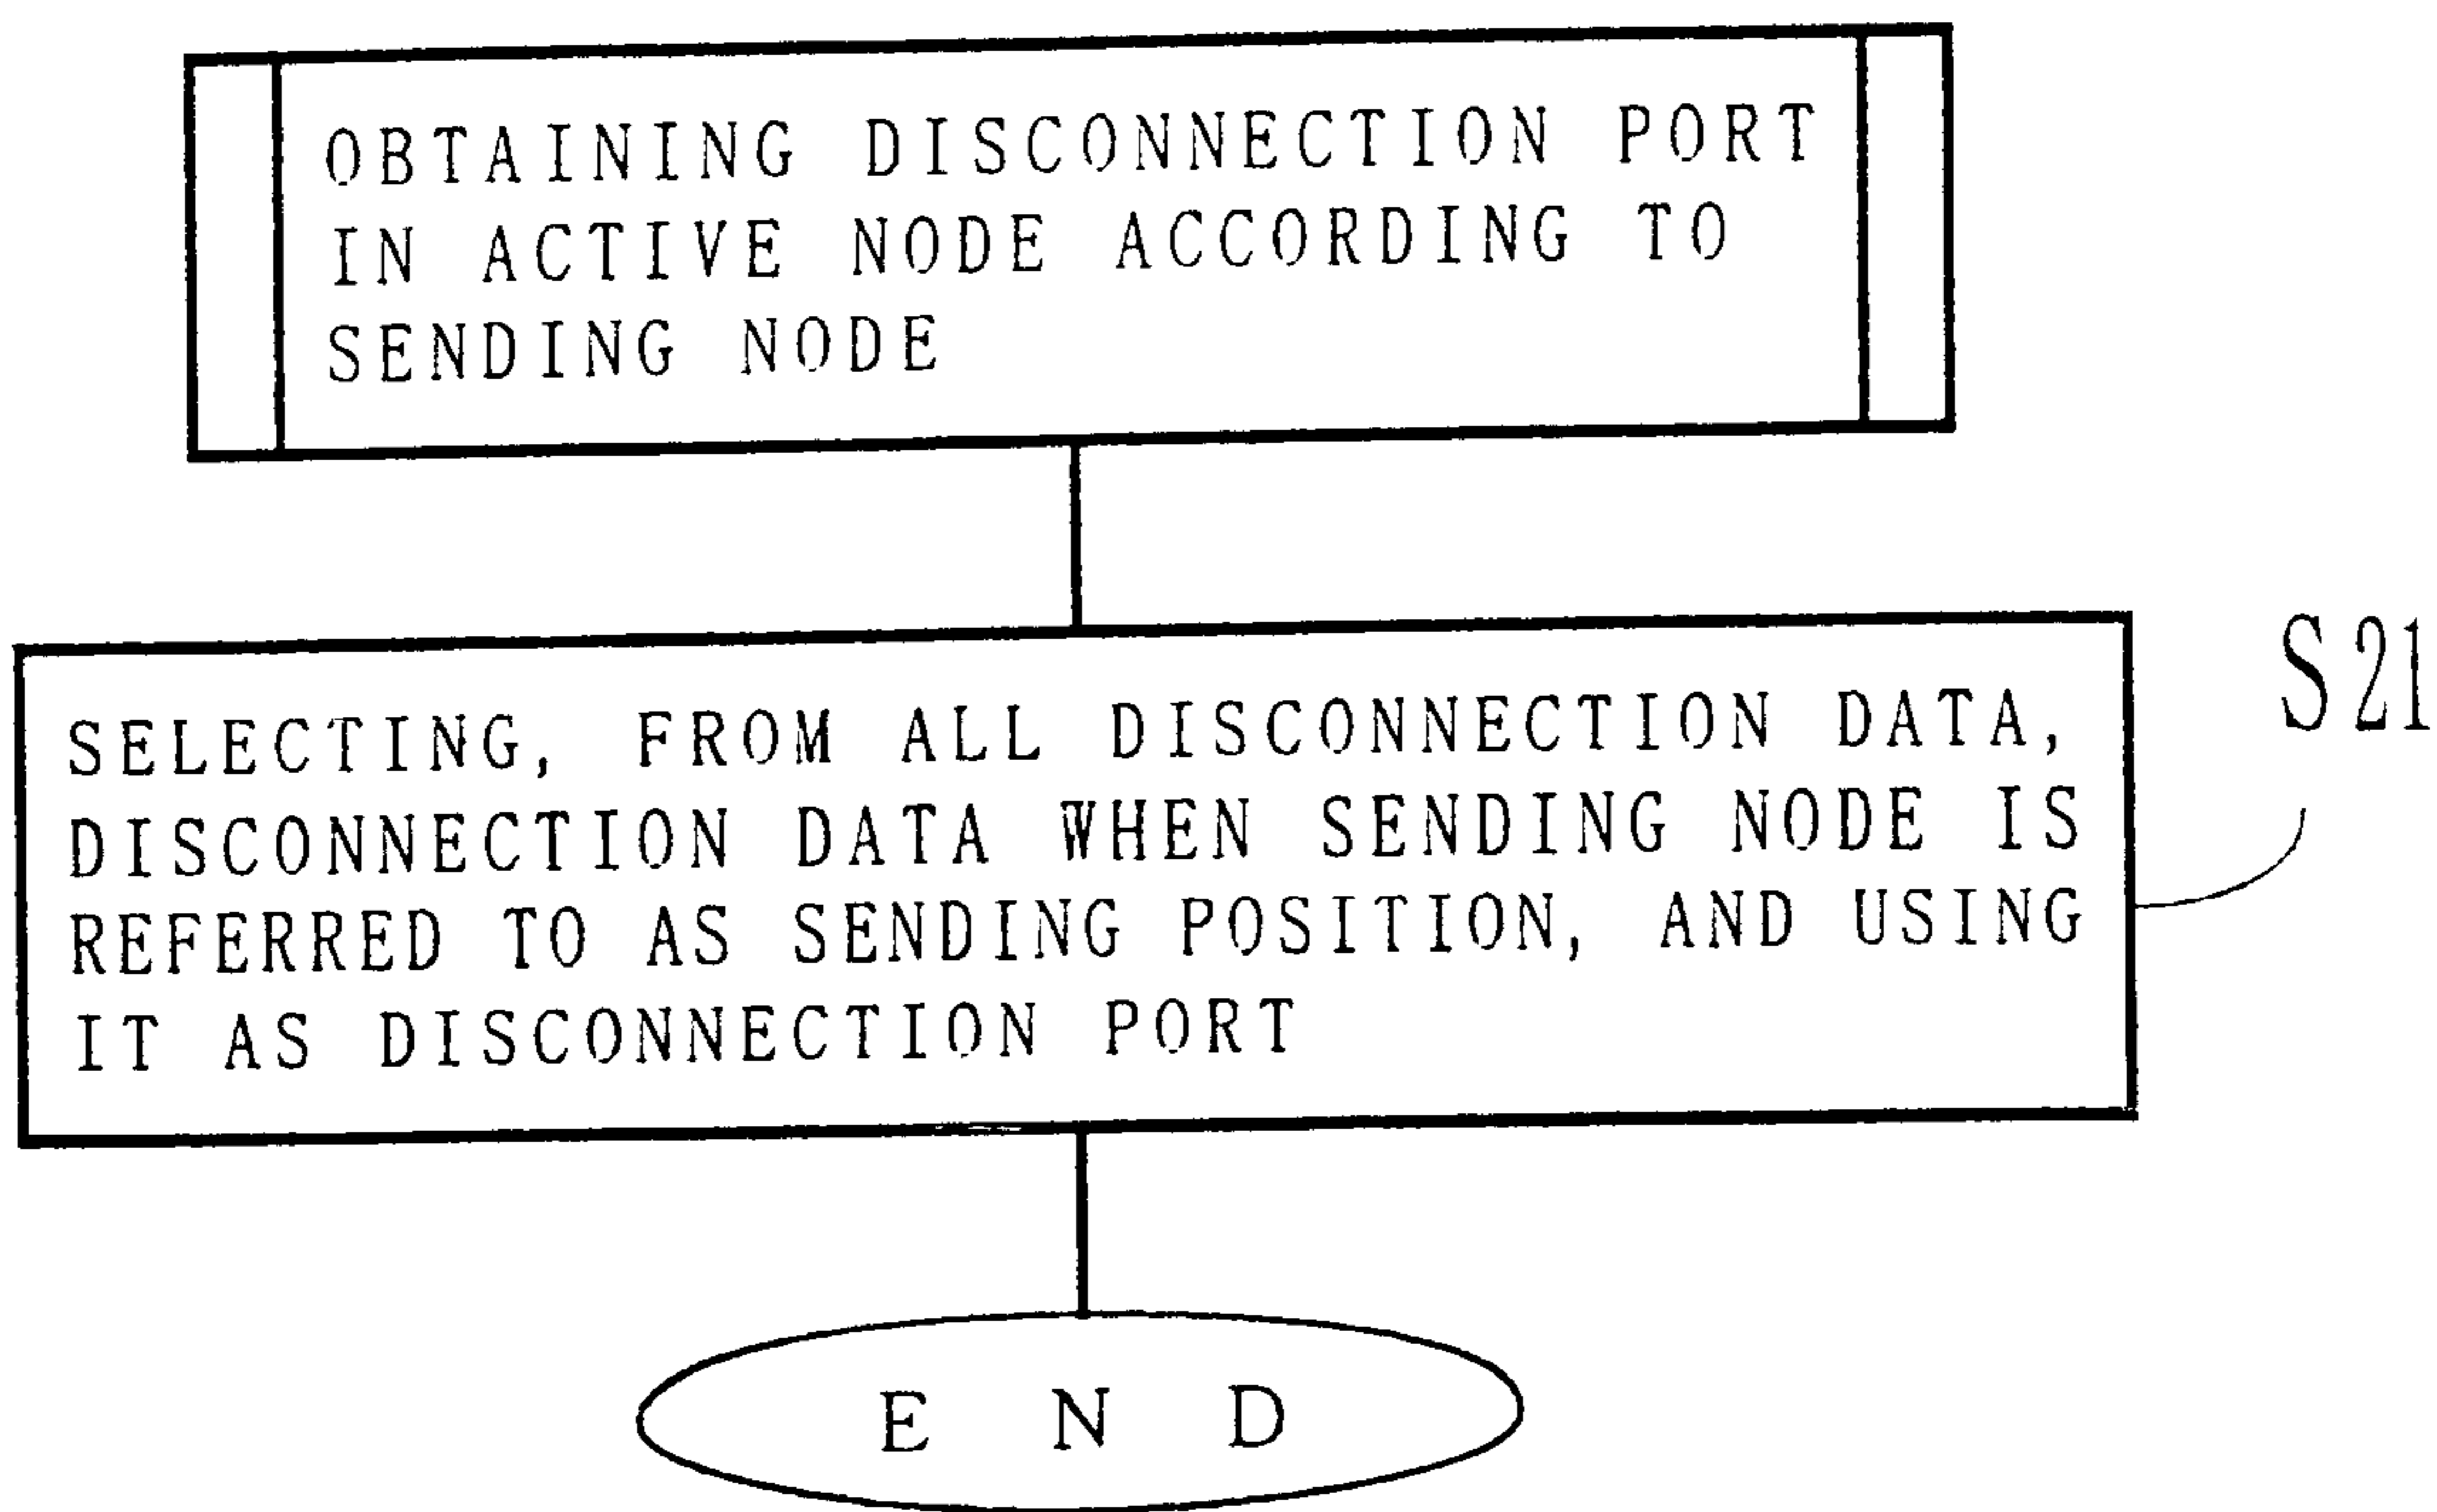 OBTAINING DISCONNECTION PORT
IN ACTIVE NODE ACCORDING TO
SENDING NODE
S21
SELECTING, FROM ALL DISCONNECTION DATA,
DISCONNECTION DATA WHEN SENDING NODE IS
REFERRED TO AS SENDING POSITION, AND USING
IT AS DISCONNECTION PORT
END